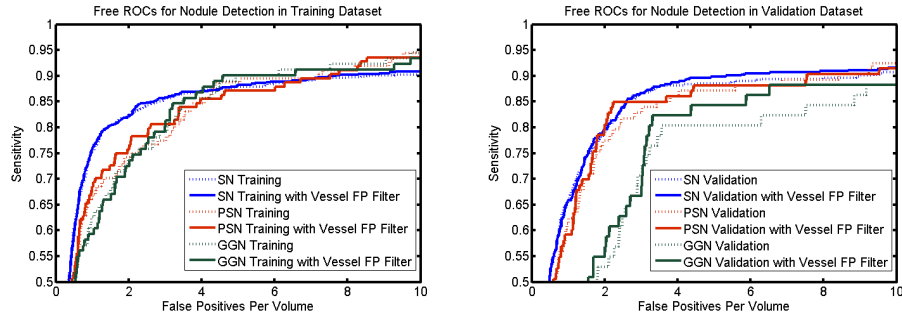 Free ROCs for Nodule Detection in Training Dataset
1
0.95
0.9
0.85
0.8
0.75
0.7
0.65
0.6
0.55
0.5
Sensitivity
SN Training
SN Training with Vessel FP Filter
PSN Training
PSN Training with Vessel FP Filter
GGN Training
GGN Training with Vessel FP Filter
0 2 4 6 8 10
False Positives Per Volume
Free ROCs for Nodule Detection in Validation Dataset
1
0.95
0.9
0.85
0.8
0.75
0.7
0.65
0.6
0.55
0.5
Sensitivity
SN Validation
SN Validation with Vessel FP Filter
PSN Validation
PSN Validation with Vessel FP Filter
GGN Validation
GGN Validation with Vessel FP Filter
0 2 4 6 8 10
False Positives Per Volume